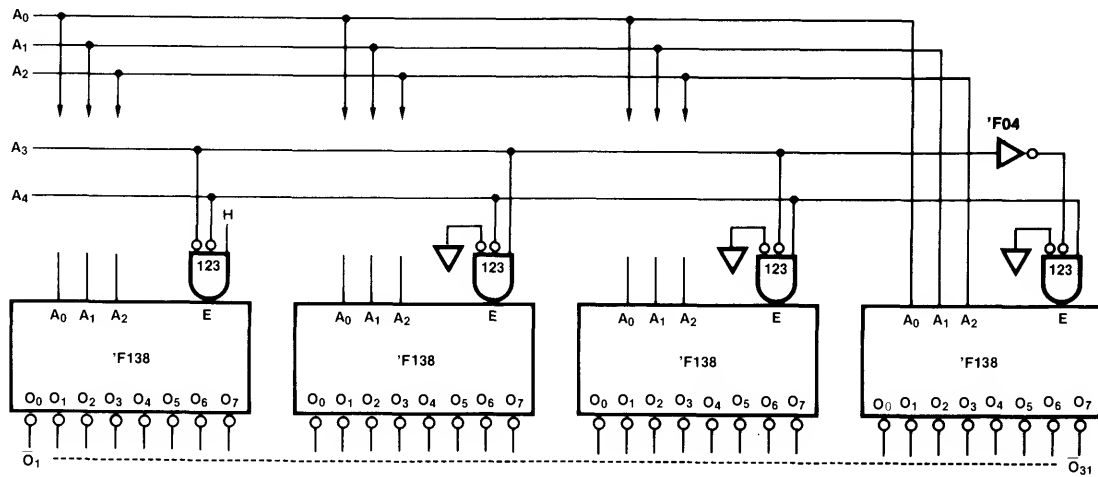 A0
A1
A2
'F04
A3
A4
H
123 123 123 123
A0 A1 A2 E A0 A1 A2 E A0 A1 A2 E A0 A1 A2 E
'F138 'F138 'F138 'F138
O0 O1 O2 O3 O4 O5 O6 O7 O0 O1 O2 O3 O4 O5 O6 O7 O0 O1 O2 O3 O4 O5 O6 O7 O0 O1 O2 O3 O4 O5 O6 O7
O̅1 O̅31